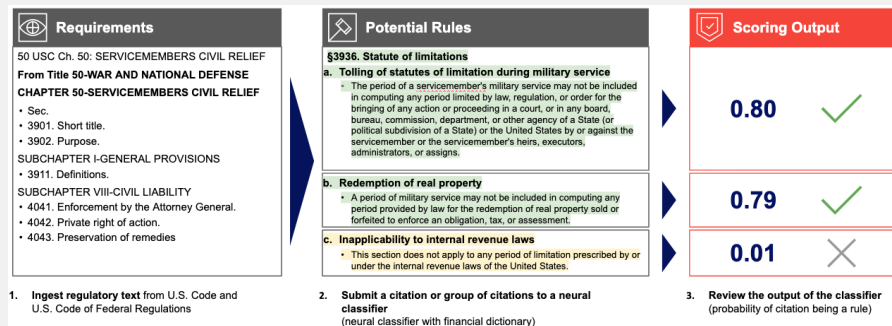 Requirements
50 USC Ch. 50: SERVICEMEMBERS CIVIL RELIEF
From Title 50-WAR AND NATIONAL DEFENSE
CHAPTER 50-SERVICEMEMBERS CIVIL RELIEF
• Sec.
• 3901. Short title.
• 3902. Purpose.
SUBCHAPTER I-GENERAL PROVISIONS
• 3911. Definitions.
SUBCHAPTER VIII-CIVIL LIABILITY
• 4041. Enforcement by the Attorney General.
• 4042. Private right of action.
• 4043. Preservation of remedies
1. Ingest regulatory text from U.S. Code and
U.S. Code of Federal Regulations
Potential Rules
§3936. Statute of limitations
a. Tolling of statutes of limitation during military service
• The period of a servicemember's military service may not be included
in computing any period limited by law, regulation, or order for the
bringing of any action or proceeding in a court, or in any board,
bureau, commission, department, or other agency of a State (or
political subdivision of a State) or the United States by or against the
servicemember or the servicemember's heirs, executors,
administrators, or assigns.
b. Redemption of real property
• A period of military service may not be included in computing any
period provided by law for the redemption of real property sold or
forfeited to enforce an obligation, tax, or assessment.
c. Inapplicability to internal revenue laws
• This section does not apply to any period of limitation prescribed by or
under the internal revenue laws of the United States.
2. Submit a citation or group of citations to a neural
classifier
(neural classifier with financial dictionary)
Scoring Output
0.80
0.79
0.01
3. Review the output of the classifier
(probability of citation being a rule)